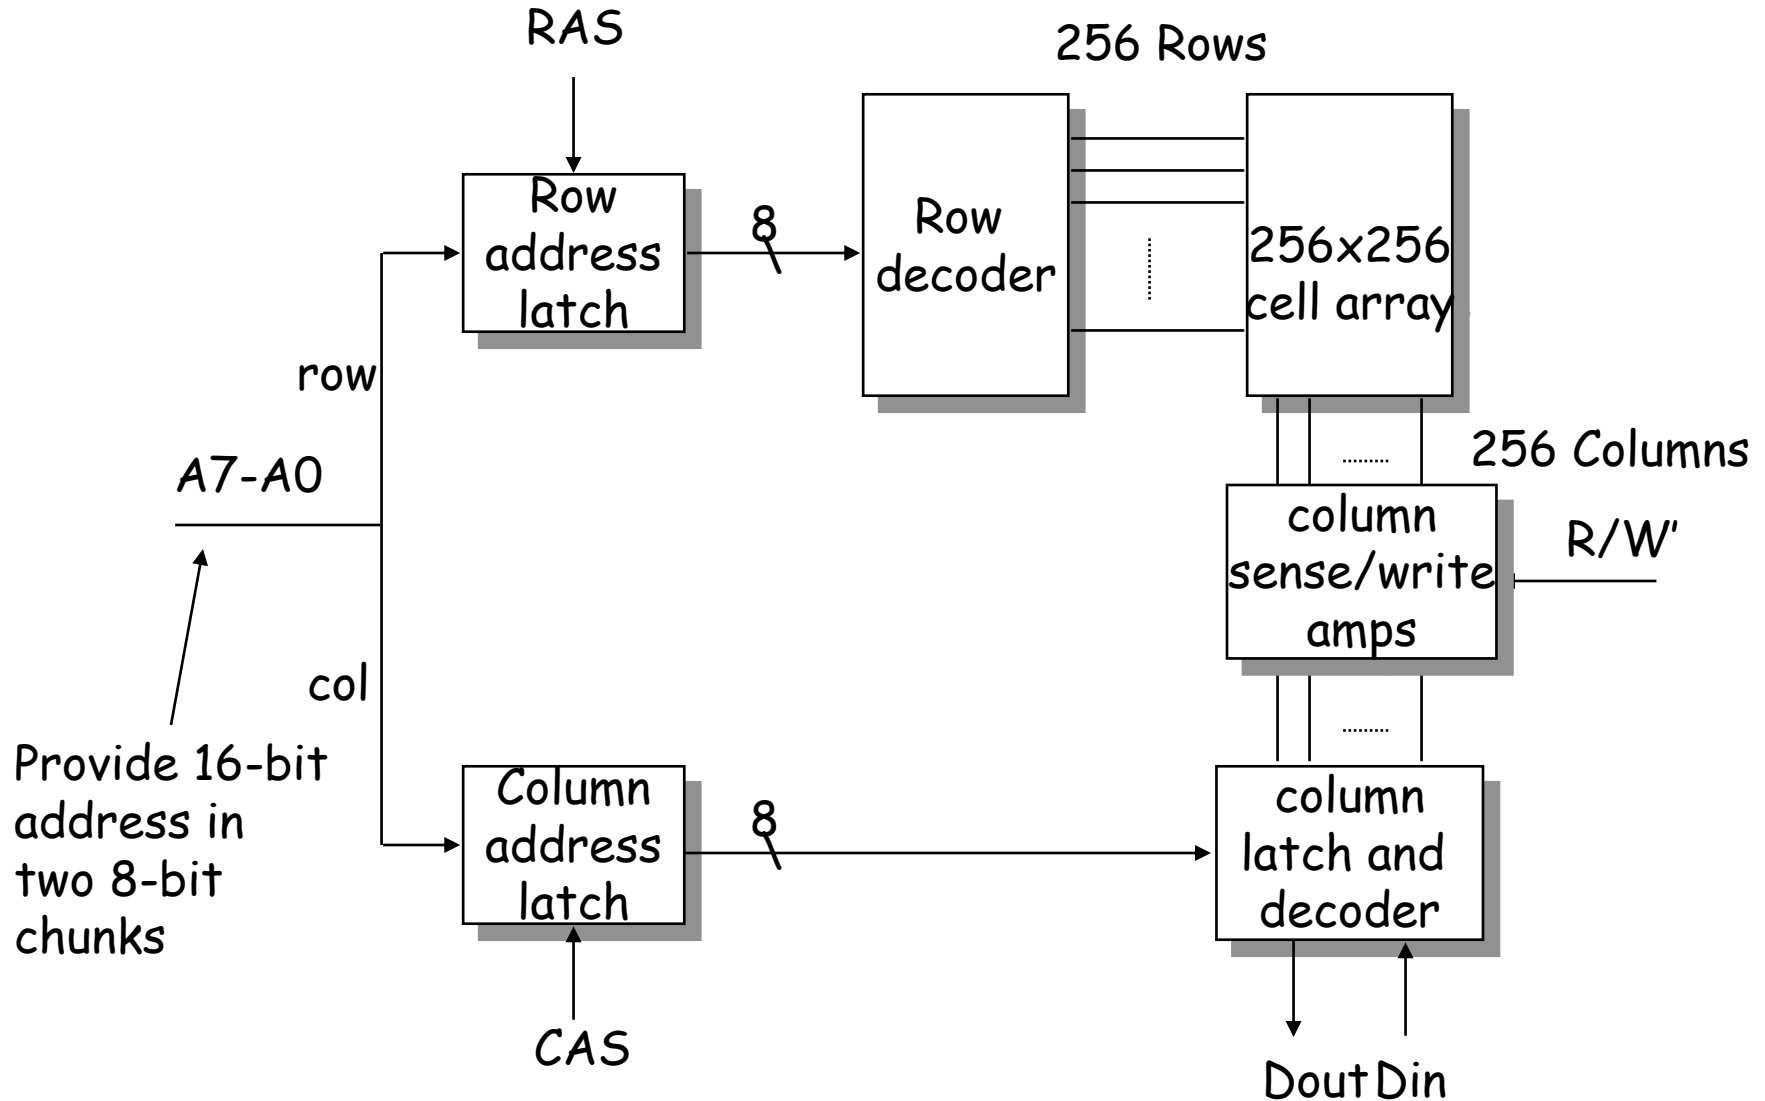 RAS
256 Rows
Row
address
latch
8
Row
decoder
256x256
cell array
row
A7-A0
256 Columns
column
sense/write
amps
R/W'
col
Provide 16-bit
address in
two 8-bit
chunks
Column
address
latch
8
column
latch and
decoder
CAS
Dout Din